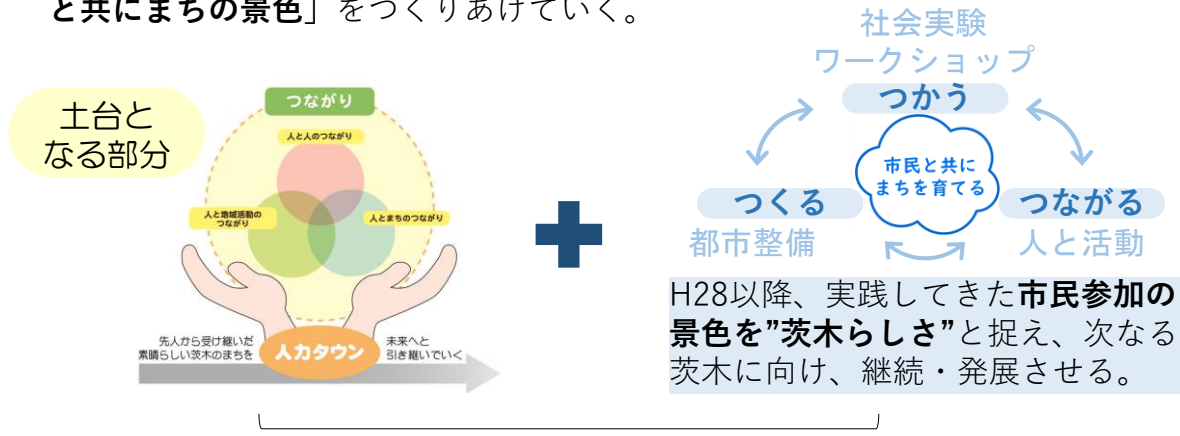 と共にまちの景色」をつくりあげていく。
土台と
なる部分
つながり
人と人のつながり
人と地域活動の
つながり
人とまちのつながり
先人から受け継いだ
素晴らしい茨木のまちを
人力タウン
未来へと
引き継いでいく
社会実験
ワークショップ
つかう
市民と共に
まちを育てる
つくる
都市整備
つながる
人と活動
H28以降、実践してきた市民参加の
景色を”茨木らしさ”と捉え、次なる
茨木に向け、継続・発展させる。